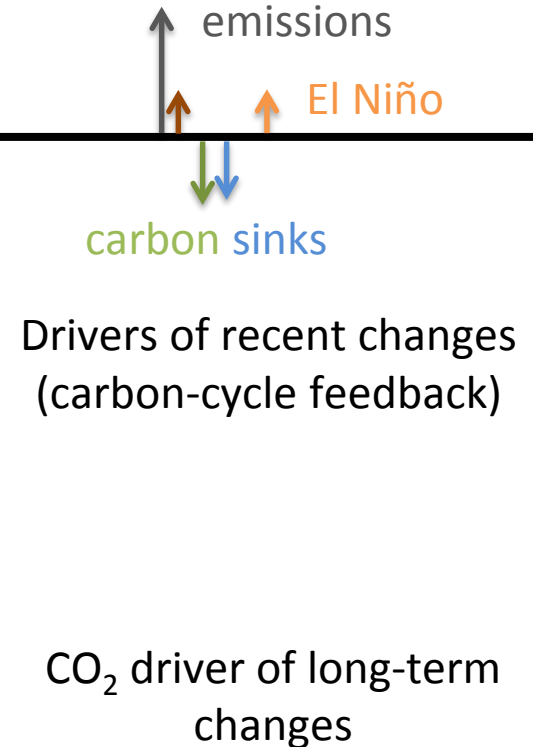 emissions
El Niño
carbon sinks
Drivers of recent changes
(carbon-cycle feedback)
CO₂ driver of long-term
changes